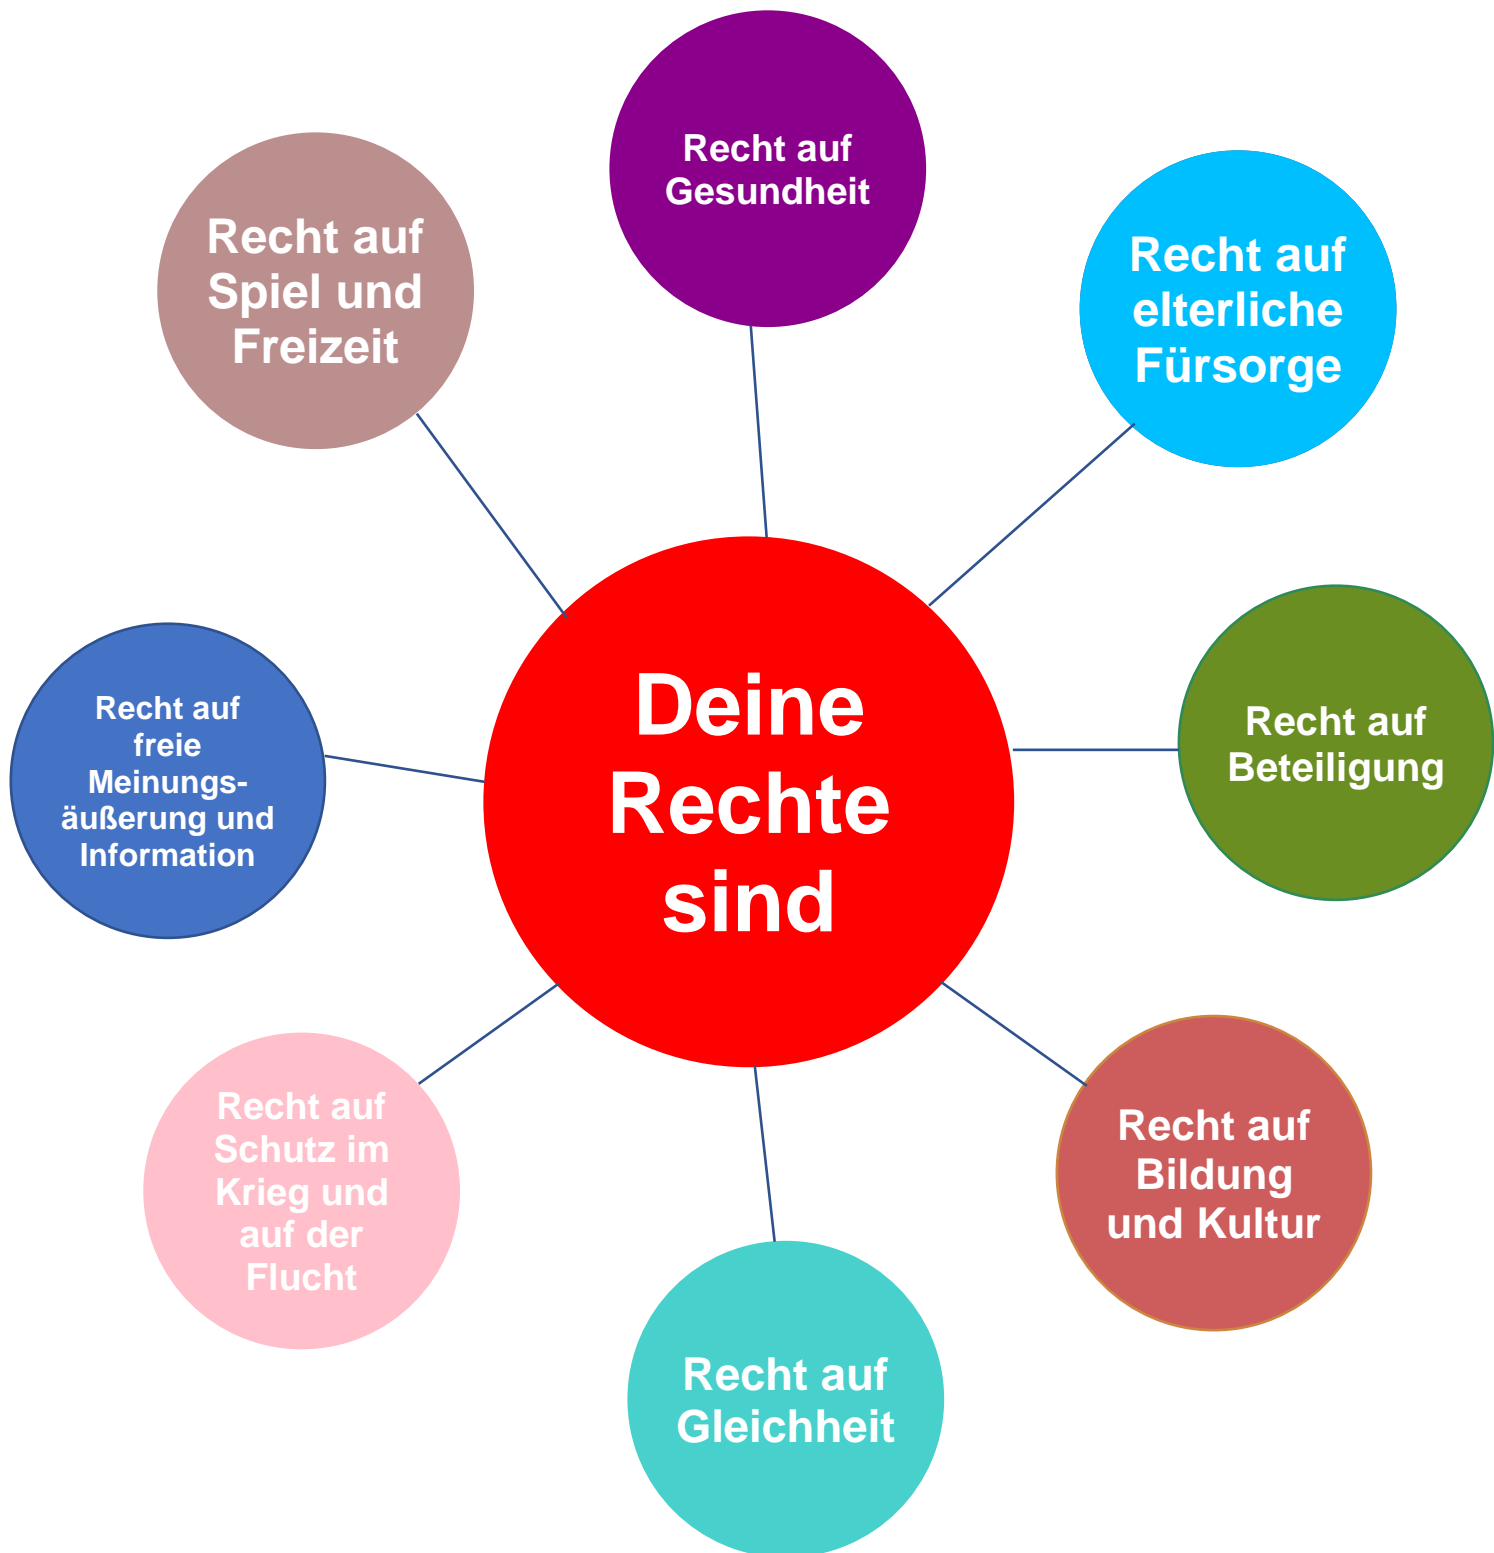 Recht auf
Gesundheit
Recht auf
Spiel und
Freizeit
Recht auf
elterliche
Fürsorge
Deine
Rechte
sind
Recht auf
freie
Meinungs-
äußerung und
Information
Recht auf
Beteiligung
Recht auf
Schutz im
Krieg und
auf der
Flucht
Recht auf
Bildung
und Kultur
Recht auf
Gleichheit